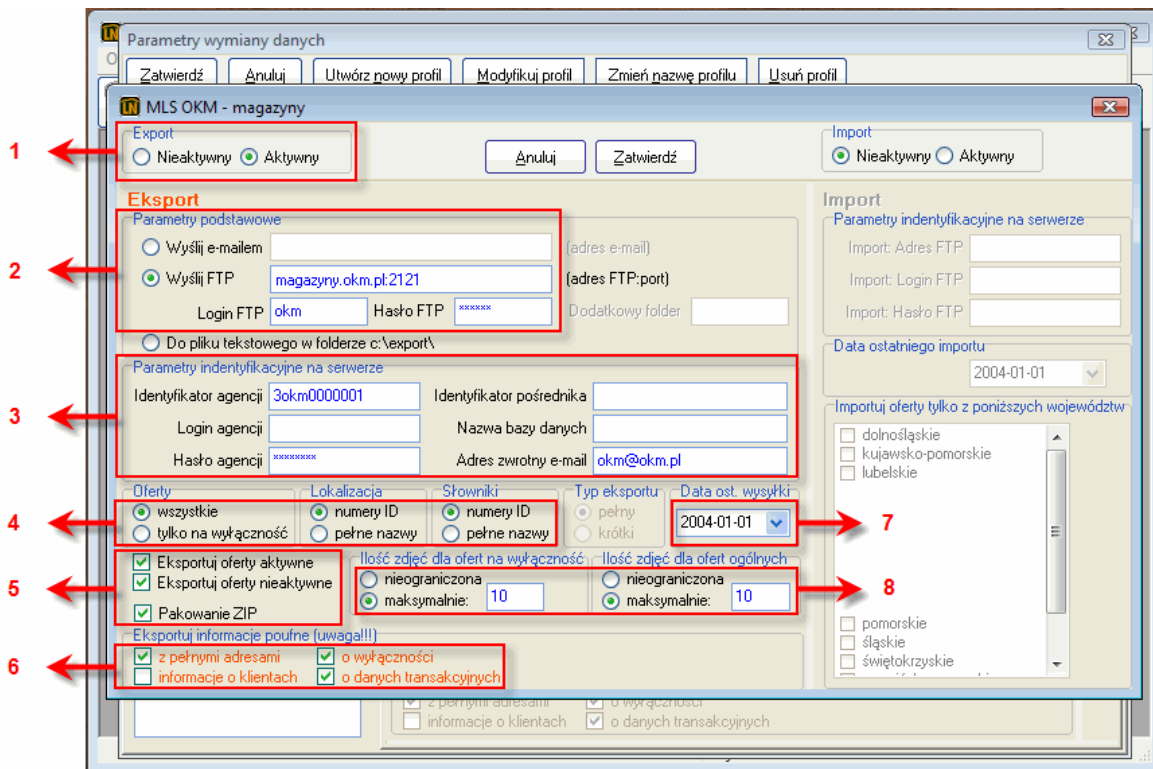 Parametry wymiany danych
Zatwierdź Anuluj Utwórz nowy profil Modyfikuj profil Zmień nazwę profilu Usuń profil
MLS OKM - magazyny
1
Export
Nieaktywny Aktywny
Anuluj Zatwierdź
Import
Nieaktywny Aktywny
Eksport
Import
Parametry podstawowe
Parametry indentyfikacyjne na serwerze
2
Wyślij e-mailem (adres e-mail)
Import: Adres FTP
Wyślij FTP magazyny.okm.pl:2121 (adres FTP:port)
Import: Login FTP
Login FTP okm Hasło FTP ****** Dodatkowy folder
Import: Hasło FTP
Do pliku tekstowego w folderze c:\export\
Data ostatniego importu
2004-01-01
3
Parametry indentyfikacyjne na serwerze
Identyfikator agencji 3okm0000001 Identyfikator pośrednika
Login agencji Nazwa bazy danych
Hasło agencji ******** Adres zwrotny e-mail okm@okm.pl
Importuj oferty tylko z poniższych województw
dolnośląskie
kujawsko-pomorskie
lubelskie
4
Oferty Lokalizacja Słowniki Typ eksportu Data ost. wysyłki
wszystkie numery ID numery ID pełny 2004-01-01
tylko na wyłączność pełne nazwy pełne nazwy krótki
7
5
Eksportuj oferty aktywne
Eksportuj oferty nieaktywne
Pakowanie ZIP
Ilość zdjęć dla ofert na wyłączność Ilość zdjęć dla ofert ogólnych
nieograniczona nieograniczona
maksymalnie: 10 maksymalnie: 10
8
pomorskie
śląskie
świętokrzyskie
6
Eksportuj informacje poufne (uwaga!!!)
z pełnymi adresami o wyłączności
informacje o klientach o danych transakcyjnych
z pełnymi adresami o wyłączności
informacje o klientach o danych transakcyjnych